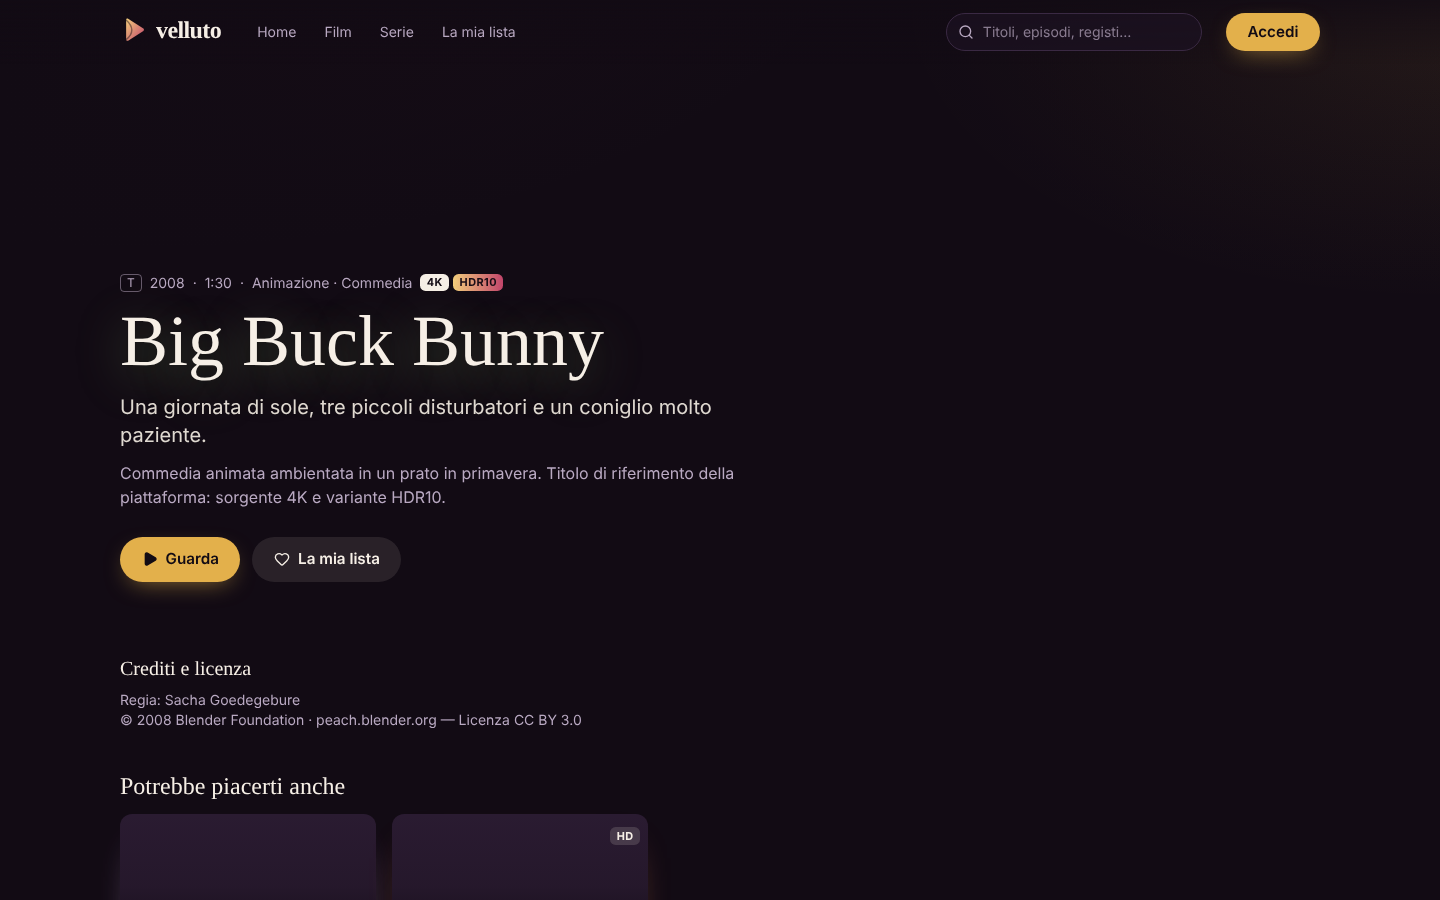 velluto
Home
Film
Serie
La mia lista
Titoli, episodi, registi…
Accedi
T 2008 · 1:30 · Animazione · Commedia 4K HDR10
Big Buck Bunny
Una giornata di sole, tre piccoli disturbatori e un coniglio molto
paziente.
Commedia animata ambientata in un prato in primavera. Titolo di riferimento della
piattaforma: sorgente 4K e variante HDR10.
Guarda
La mia lista
Crediti e licenza
Regia: Sacha Goedegebure
© 2008 Blender Foundation · peach.blender.org — Licenza CC BY 3.0
Potrebbe piacerti anche
HD